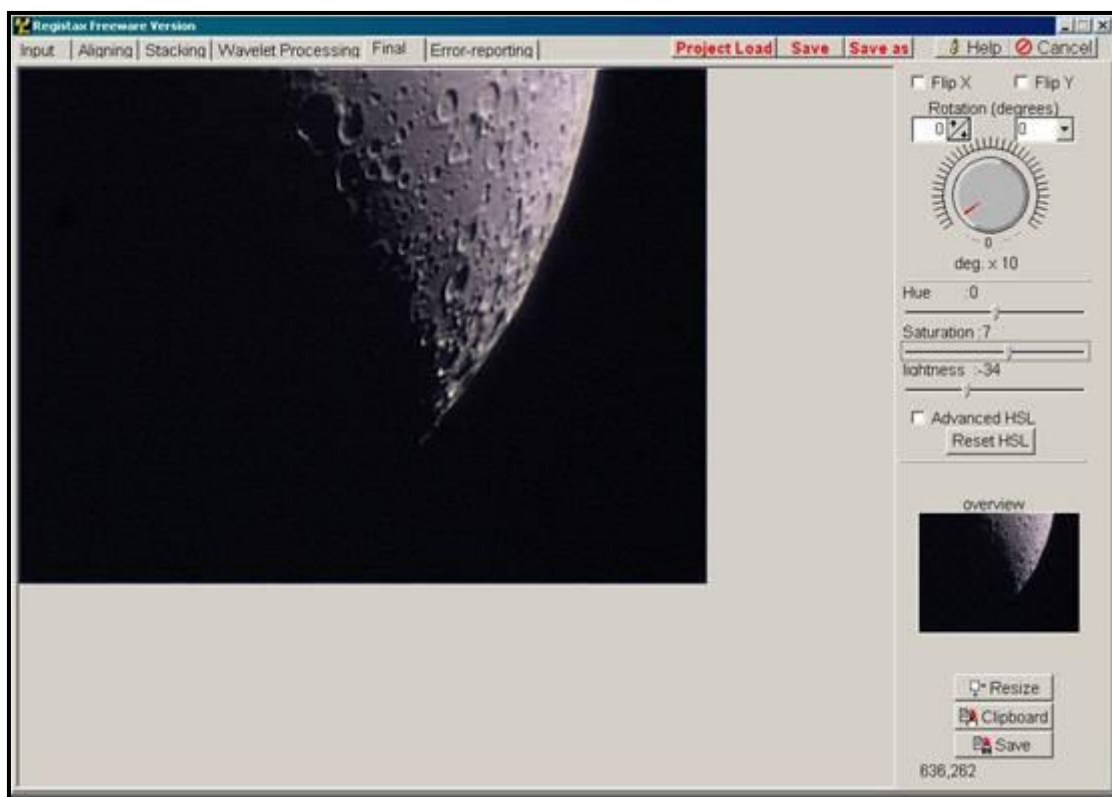 Registax Freeware Version
Input Aligning Stacking Wavelet Processing Final Error-reporting Project Load Save Save as Help Cancel
Flip X Flip Y
Rotation (degrees)
0 0
0
deg. x 10
Hue :0
Saturation :7
lightness :-34
Advanced HSL
Reset HSL
overview
Resize
Clipboard
Save
636,262